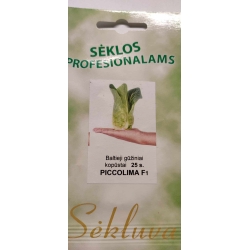 SĖKLOS
PROFESIONALAMS
Baltieji gūžiniai
kopūstai 25 s.
PICCOLIMA F1
Sėkluva